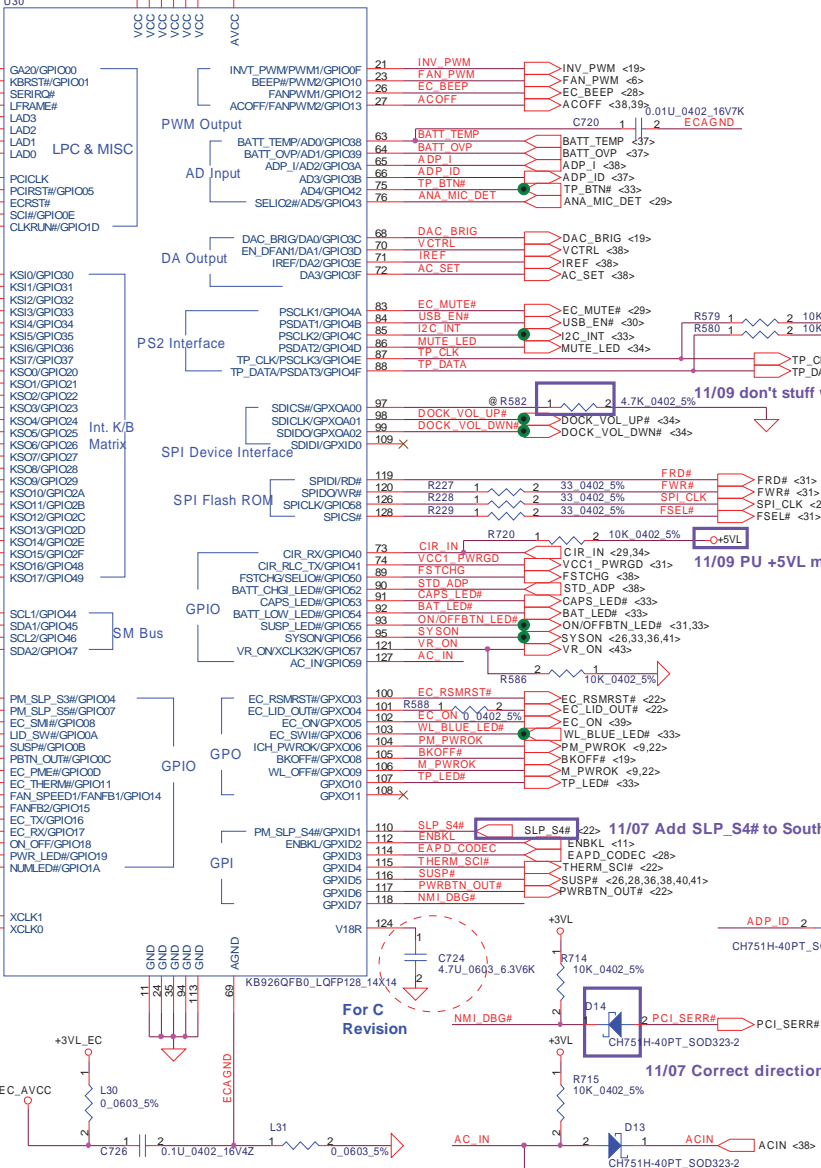 U30
VCC
VCC
VCC
VCC
VCC
VCC
AVCC
GA20/GPIO00
KBRST#/GPIO01
SERIRQ#
LFRAME#
LAD3
LAD2
LAD1
LAD0
LPC & MISC
PCICLK
PCIRST#/GPIO05
ECRST#
SCI#/GPIO0E
CLKRUN#/GPIO1D
KSI0/GPIO30
KSI1/GPIO31
KSI2/GPIO32
KSI3/GPIO33
KSI4/GPIO34
KSI5/GPIO35
KSI6/GPIO36
KSI7/GPIO37
KSO0/GPIO20
KSO1/GPIO21
KSO2/GPIO22
KSO3/GPIO23
KSO4/GPIO24
KSO5/GPIO25
KSO6/GPIO26
KSO7/GPIO27
KSO8/GPIO28
KSO9/GPIO29
KSO10/GPIO2A
KSO11/GPIO2B
KSO12/GPIO2C
KSO13/GPIO2D
KSO14/GPIO2E
KSO15/GPIO2F
KSO16/GPIO48
KSO17/GPIO49
Int. K/B
Matrix
SCL1/GPIO44
SDA1/GPIO45
SCL2/GPIO46
SDA2/GPIO47
SM Bus
PM_SLP_S3#/GPIO04
PM_SLP_S5#/GPIO07
EC_SMI#/GPIO08
LID_SW#/GPIO0A
SUSP#/GPIO0B
PBTN_OUT#/GPIO0C
EC_PME#/GPIO0D
EC_THERM#/GPIO11
FAN_SPEED1/FANFB1/GPIO14
FANFB2/GPIO15
EC_TX/GPIO16
EC_RX/GPIO17
ON_OFF/GPIO18
PWR_LED#/GPIO19
NUMLED#/GPIO1A
GPIO
XCLK1
XCLK0
INVT_PWM/PWM1/GPIO0F 21 INV_PWM INV_PWM <19>
BEEP#/PWM2/GPIO10 23 FAN_PWM FAN_PWM <6>
FANPWM1/GPIO12 26 EC_BEEP EC_BEEP <28>
ACOFF/FANPWM2/GPIO13 27 ACOFF ACOFF <38,39>
PWM Output
C720 1 2 0.01U_0402_16V7K ECAGND
BATT_TEMP/AD0/GPIO38 63 BATT_TEMP BATT_TEMP <37>
BATT_OVP/AD1/GPIO39 64 BATT_OVP BATT_OVP <37>
ADP_I/AD2/GPIO3A 65 ADP_I ADP_I <38>
AD3/GPIO3B 66 ADP_ID ADP_ID <37>
AD4/GPIO42 75 TP_BTN# TP_BTN# <33>
SELIO2#/AD5/GPIO43 76 ANA_MIC_DET ANA_MIC_DET <29>
AD Input
DAC_BRIG/DA0/GPIO3C 68 DAC_BRIG DAC_BRIG <19>
EN_DFAN1/DA1/GPIO3D 70 VCTRL VCTRL <38>
IREF/DA2/GPIO3E 71 IREF IREF <38>
DA3/GPIO3F 72 AC_SET AC_SET <38>
DA Output
PSCLK1/GPIO4A 83 EC_MUTE# EC_MUTE# <29>
PSDAT1/GPIO4B 84 USB_EN# USB_EN# <30>
PSCLK2/GPIO4C 85 I2C_INT I2C_INT <33>
PSDAT2/GPIO4D 86 MUTE_LED MUTE_LED <34>
TP_CLK/PSCLK3/GPIO4E 87 TP_CLK
TP_DATA/PSDAT3/GPIO4F 88 TP_DATA
PS2 Interface
R579 1 2 10K
R580 1 2 10K
TP_CL
TP_DA
11/09 don't stuff
SDICS#/GPXOA00 97 @ R582 1 2 4.7K_0402_5%
SDICLK/GPXOA01 98 DOCK_VOL_UP# DOCK_VOL_UP# <34>
SDIDO/GPXOA02 99 DOCK_VOL_DWN# DOCK_VOL_DWN# <34>
SDIDI/GPXID0 109
SPI Device Interface
SPIDI/RD# 119 FRD# FRD# <31>
SPIDO/WR# 120 R227 1 2 33_0402_5% FWR# FWR# <31>
SPICLK/GPIO58 126 R228 1 2 33_0402_5% SPI_CLK SPI_CLK <2
SPICS# 128 R229 1 2 33_0402_5% FSEL# FSEL# <31>
SPI Flash ROM
R720 1 2 10K_0402_5% +5VL
11/09 PU +5VL m
CIR_RX/GPIO40 73 CIR_IN CIR_IN <29,34>
CIR_RLC_TX/GPIO41 74 VCC1_PWRGD VCC1_PWRGD <31>
FSTCHG/SELIO#/GPIO50 89 FSTCHG FSTCHG <38>
BATT_CHGI_LED#/GPIO52 90 STD_ADP STD_ADP <38>
CAPS_LED#/GPIO53 91 CAPS_LED# CAPS_LED# <33>
BATT_LOW_LED#/GPIO54 92 BAT_LED# BAT_LED# <33>
SUSP_LED#/GPIO55 93 ON/OFFBTN_LED# ON/OFFBTN_LED# <31,33>
SYSON/GPIO56 95 SYSON SYSON <26,33,36,41>
VR_ON/XCLK32K/GPIO57 121 VR_ON VR_ON <43>
AC_IN/GPIO59 127 AC_IN
GPIO
R586 2 1 10K_0402_5%
EC_RSMRST#/GPXO03 100 EC_RSMRST# EC_RSMRST# <22>
EC_LID_OUT#/GPXO04 101 R588 1 2 0_0402_5% EC_LID_OUT# <22>
EC_ON/GPXO05 102 EC_ON EC_ON <39>
EC_SWI#/GPXO06 103 WL_BLUE_LED# WL_BLUE_LED# <33>
ICH_PWROK/GPXO06 104 PM_PWROK PM_PWROK <9,22>
BKOFF#/GPXO08 105 BKOFF# BKOFF# <19>
WL_OFF#/GPXO09 106 M_PWROK M_PWROK <9,22>
GPXO10 107 TP_LED# TP_LED# <33>
GPXO11 108
GPO
PM_SLP_S4#/GPXID1 110 SLP_S4# SLP_S4# <22> 11/07 Add SLP_S4# to South
ENBKL/GPXID2 112 ENBKL ENBKL <11>
GPXID3 114 EAPD_CODEC EAPD_CODEC <28>
GPXID4 115 THERM_SCI# THERM_SCI# <22>
GPXID5 116 SUSP# SUSP# <26,28,36,38,40,41>
GPXID6 117 PWRBTN_OUT# PWRBTN_OUT# <22>
GPXID7 118 NMI_DBG#
GPI
V18R 124
1
C724
4.7U_0603_6.3V6K
2
For C
Revision
KB926QFB0_LQFP128_14X14
GND
GND
GND
GND
GND
AGND
11
24
35
94
113
69
ECAGND
+3VL
1
R714
10K_0402_5%
2
ADP_ID 2
CH751H-40PT_SO
NMI_DBG# 1 D14 2 PCI_SERR# PCI_SERR#
CH751H-40PT_SOD323-2
11/07 Correct direction
+3VL
1
R715
10K_0402_5%
2
AC_IN 2 D13 1 ACIN ACIN <38>
CH751H-40PT_SOD323-2
+3VL_EC
1
L30
0_0603_5%
2
EC_AVCC
C726 1 2 0.1U_0402_16V4Z
L31
1 2 0_0603_5%